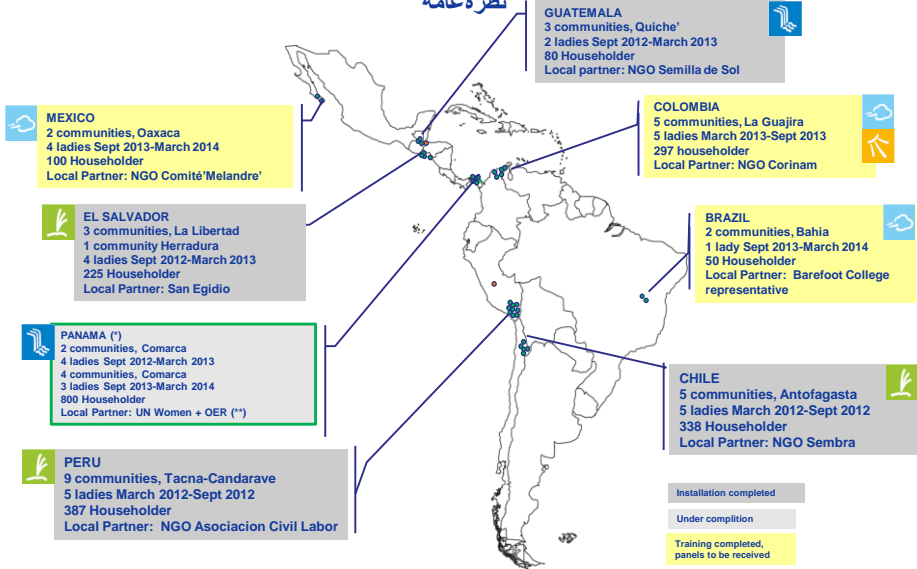 نظرة عامة
GUATEMALA
3 communities, Quiche’
2 ladies Sept 2012-March 2013
80 Householder
Local partner: NGO Semilla de Sol
MEXICO
2 communities, Oaxaca
4 ladies Sept 2013-March 2014
100 Householder
Local Partner: NGO Comité’Melandre’
COLOMBIA
5 communities, La Guajira
5 ladies March 2013-Sept 2013
297 householder
Local Partner: NGO Corinam
EL SALVADOR
3 communities, La Libertad
1 community Herradura
4 ladies Sept 2012-March 2013
225 Householder
Local Partner: San Egidio
BRAZIL
2 communities, Bahia
1 lady Sept 2013-March 2014
50 Householder
Local Partner: Barefoot College
representative
PANAMA (*)
2 communities, Comarca
4 ladies Sept 2012-March 2013
4 communities, Comarca
3 ladies Sept 2013-March 2014
800 Householder
Local Partner: UN Women + OER (**)
CHILE
5 communities, Antofagasta
5 ladies March 2012-Sept 2012
338 Householder
Local Partner: NGO Sembra
PERU
9 communities, Tacna-Candarave
5 ladies March 2012-Sept 2012
387 Householder
Local Partner: NGO Asociacion Civil Labor
Installation completed
Under complition
Training completed,
panels to be received